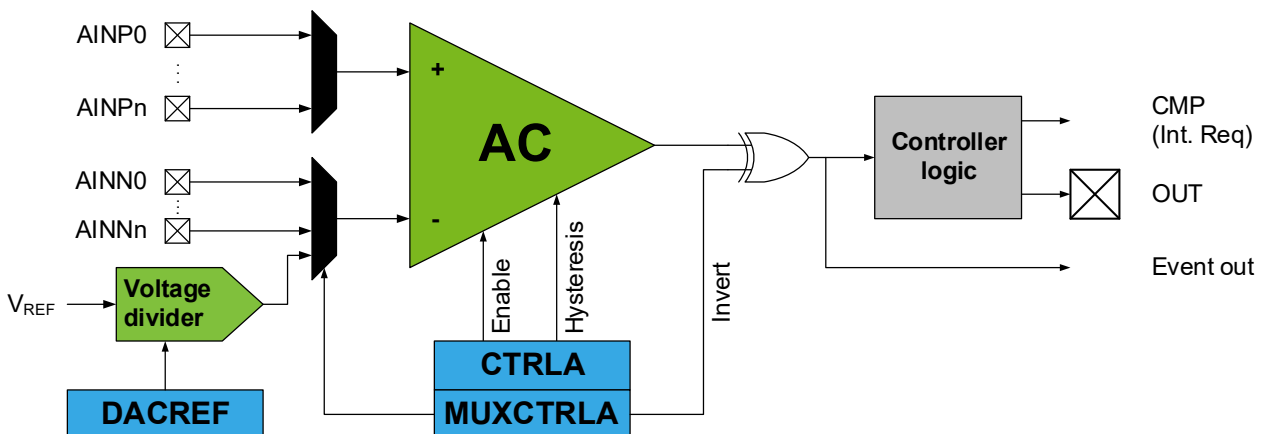 AINP0
AINPn
AINN0
AINNn
VREF
Voltage
divider
DACREF
+
-
AC
Enable
Hysteresis
CTRLA
MUXCTRLA
Invert
Controller
logic
CMP
(Int. Req)
OUT
Event out